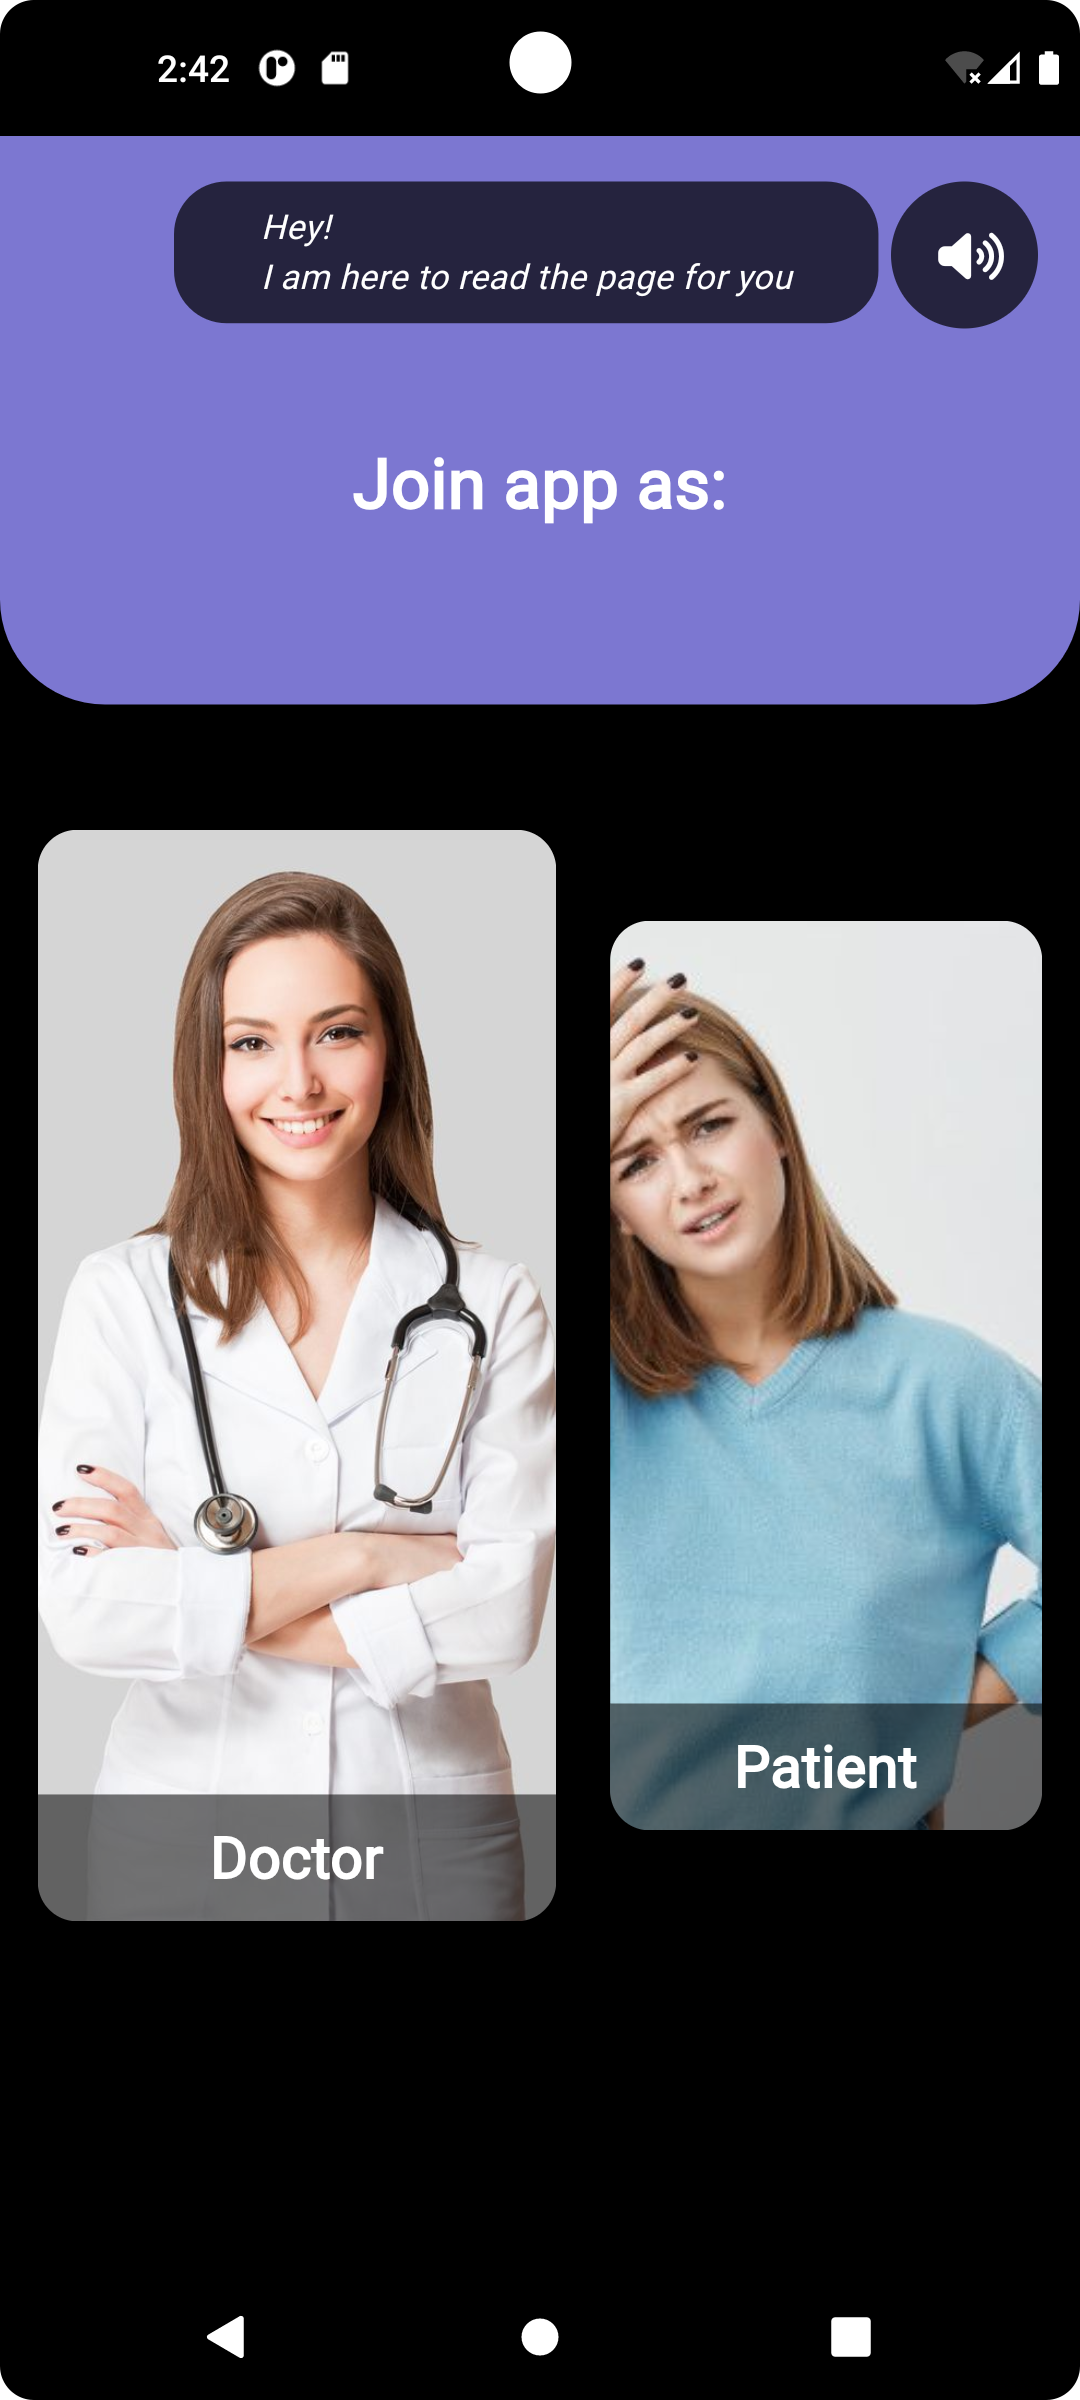 2:42
Hey!
I am here to read the page for you
Join app as:
Doctor
Patient